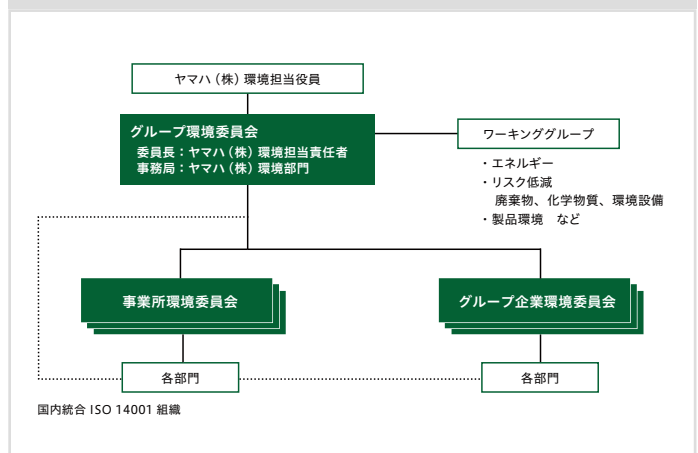 ヤマハ（株）環境担当役員
グループ環境委員会
委員長：ヤマハ（株）環境担当責任者
事務局：ヤマハ（株）環境部門
ワーキンググループ
・エネルギー
・リスク低減
廃棄物、化学物質、環境設備
・製品環境　など
事業所環境委員会
グループ企業環境委員会
各部門
各部門
国内統合 ISO 14001 組織